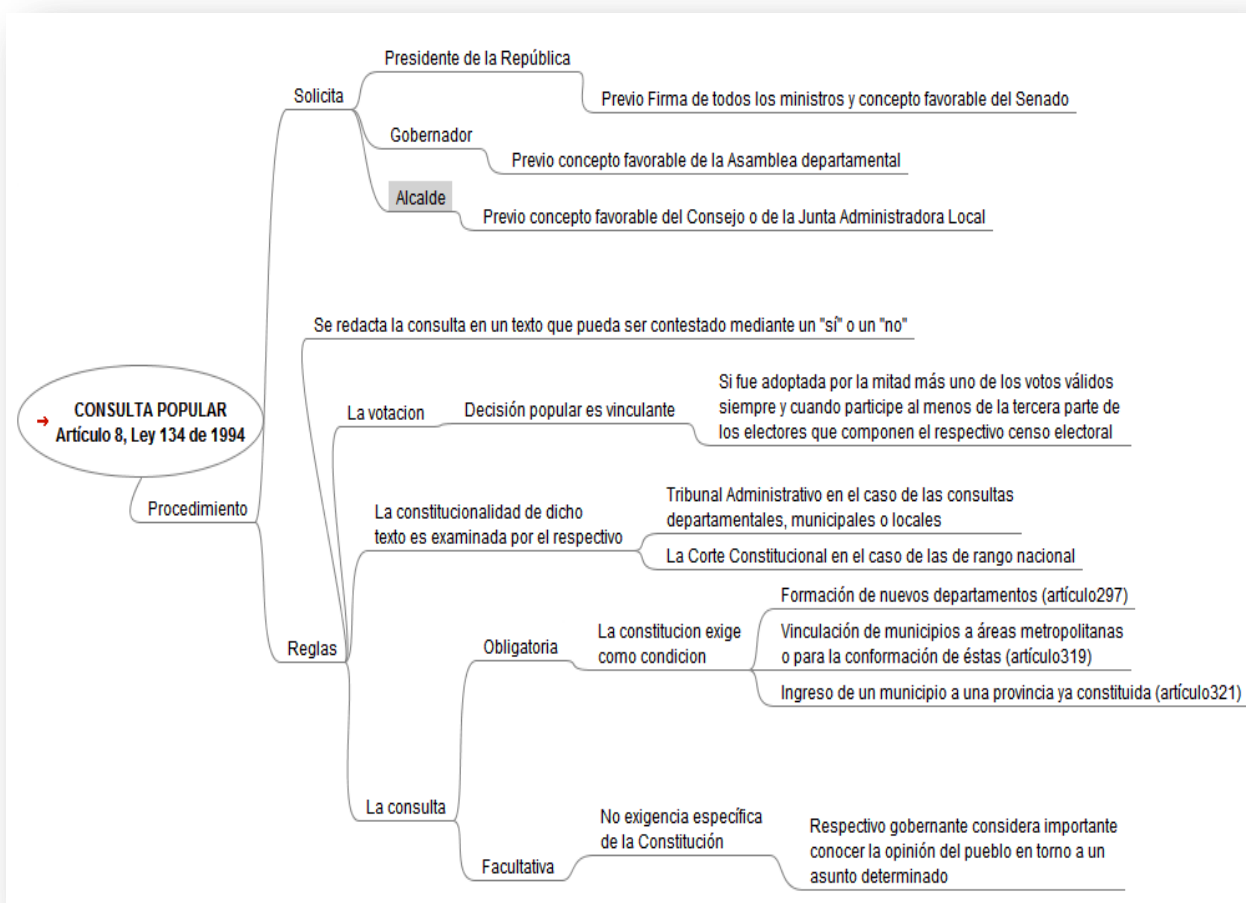 CONSULTA POPULAR
Artículo 8, Ley 134 de 1994
Procedimiento
Solicita
Presidente de la República
Previo Firma de todos los ministros y concepto favorable del Senado
Gobernador
Previo concepto favorable de la Asamblea departamental
Alcalde
Previo concepto favorable del Consejo o de la Junta Administradora Local
Reglas
Se redacta la consulta en un texto que pueda ser contestado mediante un "sí" o un "no"
La votacion
Decisión popular es vinculante
Si fue adoptada por la mitad más uno de los votos válidos
siempre y cuando participe al menos de la tercera parte de
los electores que componen el respectivo censo electoral
La constitucionalidad de dicho
texto es examinada por el respectivo
Tribunal Administrativo en el caso de las consultas
departamentales, municipales o locales
La Corte Constitucional en el caso de las de rango nacional
La consulta
Obligatoria
La constitucion exige
como condicion
Formación de nuevos departamentos (artículo297)
Vinculación de municipios a áreas metropolitanas
o para la conformación de éstas (artículo319)
Ingreso de un municipio a una provincia ya constituida (artículo321)
Facultativa
No exigencia específica
de la Constitución
Respectivo gobernante considera importante
conocer la opinión del pueblo en torno a un
asunto determinado